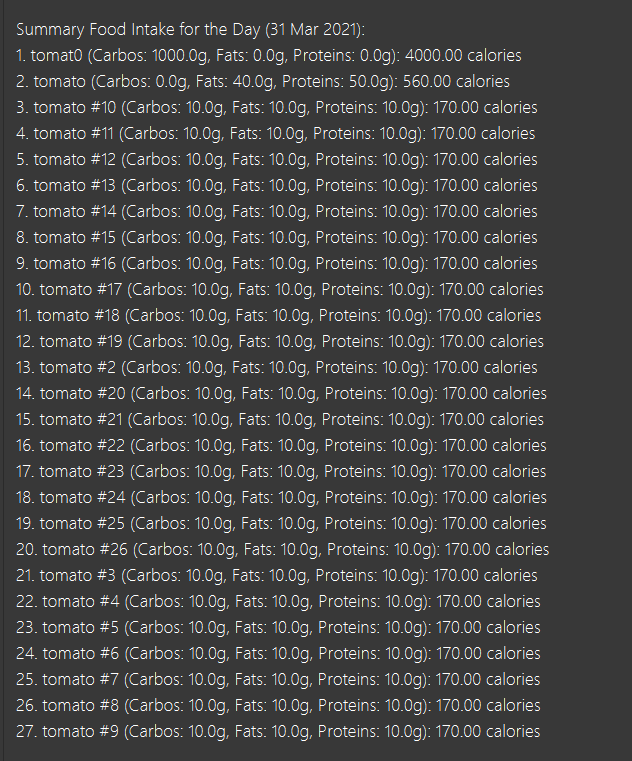 Summary Food Intake for the Day (31 Mar 2021):
1. tomat0 (Carbos: 1000.0g, Fats: 0.0g, Proteins: 0.0g): 4000.00 calories
2. tomato (Carbos: 0.0g, Fats: 40.0g, Proteins: 50.0g): 560.00 calories
3. tomato #10 (Carbos: 10.0g, Fats: 10.0g, Proteins: 10.0g): 170.00 calories
4. tomato #11 (Carbos: 10.0g, Fats: 10.0g, Proteins: 10.0g): 170.00 calories
5. tomato #12 (Carbos: 10.0g, Fats: 10.0g, Proteins: 10.0g): 170.00 calories
6. tomato #13 (Carbos: 10.0g, Fats: 10.0g, Proteins: 10.0g): 170.00 calories
7. tomato #14 (Carbos: 10.0g, Fats: 10.0g, Proteins: 10.0g): 170.00 calories
8. tomato #15 (Carbos: 10.0g, Fats: 10.0g, Proteins: 10.0g): 170.00 calories
9. tomato #16 (Carbos: 10.0g, Fats: 10.0g, Proteins: 10.0g): 170.00 calories
10. tomato #17 (Carbos: 10.0g, Fats: 10.0g, Proteins: 10.0g): 170.00 calories
11. tomato #18 (Carbos: 10.0g, Fats: 10.0g, Proteins: 10.0g): 170.00 calories
12. tomato #19 (Carbos: 10.0g, Fats: 10.0g, Proteins: 10.0g): 170.00 calories
13. tomato #2 (Carbos: 10.0g, Fats: 10.0g, Proteins: 10.0g): 170.00 calories
14. tomato #20 (Carbos: 10.0g, Fats: 10.0g, Proteins: 10.0g): 170.00 calories
15. tomato #21 (Carbos: 10.0g, Fats: 10.0g, Proteins: 10.0g): 170.00 calories
16. tomato #22 (Carbos: 10.0g, Fats: 10.0g, Proteins: 10.0g): 170.00 calories
17. tomato #23 (Carbos: 10.0g, Fats: 10.0g, Proteins: 10.0g): 170.00 calories
18. tomato #24 (Carbos: 10.0g, Fats: 10.0g, Proteins: 10.0g): 170.00 calories
19. tomato #25 (Carbos: 10.0g, Fats: 10.0g, Proteins: 10.0g): 170.00 calories
20. tomato #26 (Carbos: 10.0g, Fats: 10.0g, Proteins: 10.0g): 170.00 calories
21. tomato #3 (Carbos: 10.0g, Fats: 10.0g, Proteins: 10.0g): 170.00 calories
22. tomato #4 (Carbos: 10.0g, Fats: 10.0g, Proteins: 10.0g): 170.00 calories
23. tomato #5 (Carbos: 10.0g, Fats: 10.0g, Proteins: 10.0g): 170.00 calories
24. tomato #6 (Carbos: 10.0g, Fats: 10.0g, Proteins: 10.0g): 170.00 calories
25. tomato #7 (Carbos: 10.0g, Fats: 10.0g, Proteins: 10.0g): 170.00 calories
26. tomato #8 (Carbos: 10.0g, Fats: 10.0g, Proteins: 10.0g): 170.00 calories
27. tomato #9 (Carbos: 10.0g, Fats: 10.0g, Proteins: 10.0g): 170.00 calories